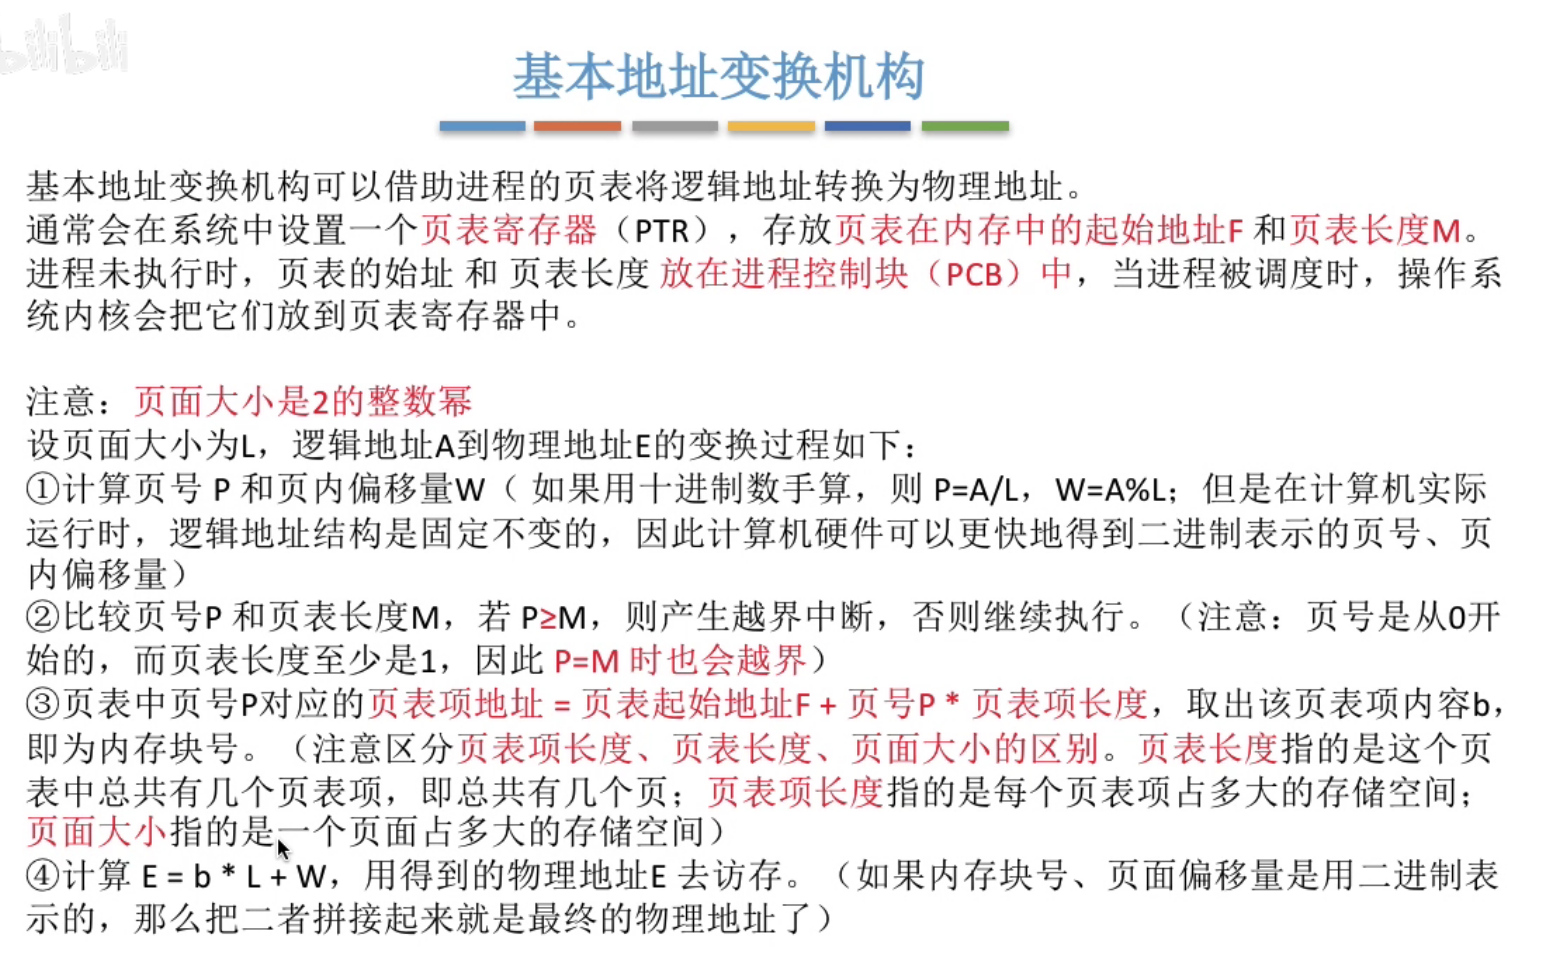 bilibili
基本地址变换机构
基本地址变换机构可以借助进程的页表将逻辑地址转换为物理地址。
通常会在系统中设置一个页表寄存器（PTR），存放页表在内存中的起始地址F 和页表长度M。
进程未执行时，页表的始址 和 页表长度 放在进程控制块（PCB）中，当进程被调度时，操作系
统内核会把它们放到页表寄存器中。
注意：页面大小是2的整数幂
设页面大小为L，逻辑地址A到物理地址E的变换过程如下：
①计算页号 P 和页内偏移量W（ 如果用十进制数手算，则 P=A/L，W=A%L；但是在计算机实际
运行时，逻辑地址结构是固定不变的，因此计算机硬件可以更快地得到二进制表示的页号、页
内偏移量）
②比较页号P 和页表长度M，若 P≥M，则产生越界中断，否则继续执行。（注意：页号是从0开
始的，而页表长度至少是1，因此 P=M 时也会越界）
③页表中页号P对应的页表项地址 = 页表起始地址F + 页号P * 页表项长度，取出该页表项内容b，
即为内存块号。（注意区分页表项长度、页表长度、页面大小的区别。页表长度指的是这个页
表中总共有几个页表项，即总共有几个页；页表项长度指的是每个页表项占多大的存储空间；
页面大小指的是一个页面占多大的存储空间）
④计算 E = b * L + W，用得到的物理地址E 去访存。（如果内存块号、页面偏移量是用二进制表
示的，那么把二者拼接起来就是最终的物理地址了）